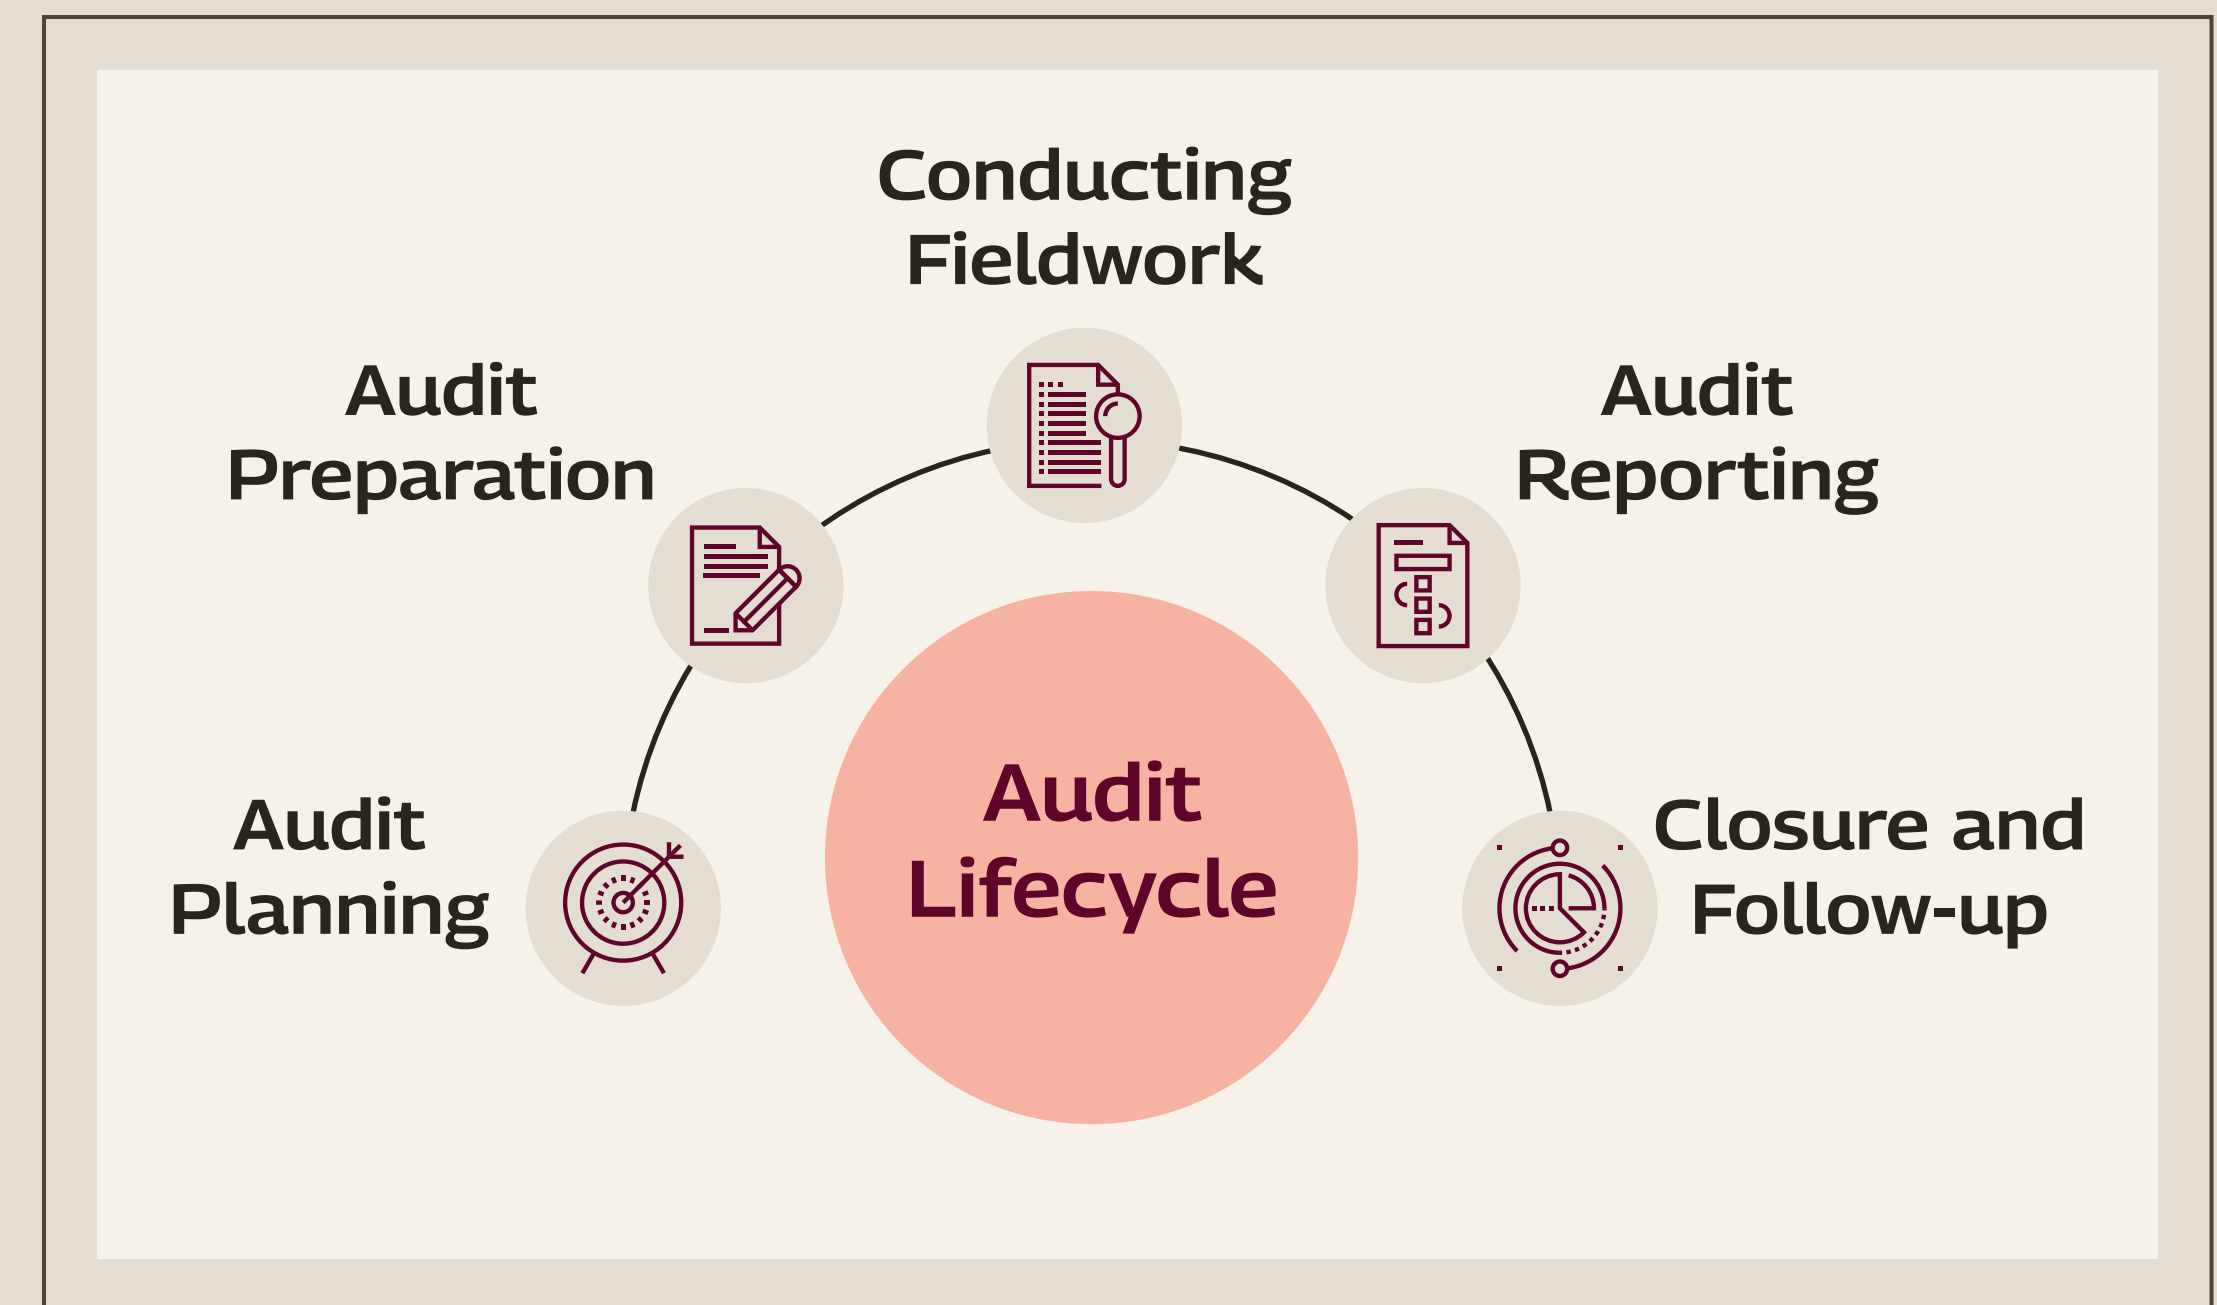 Conducting
Fieldwork
Audit
Preparation
Audit
Reporting
Audit
Planning
Audit
Lifecycle
Closure and
Follow-up